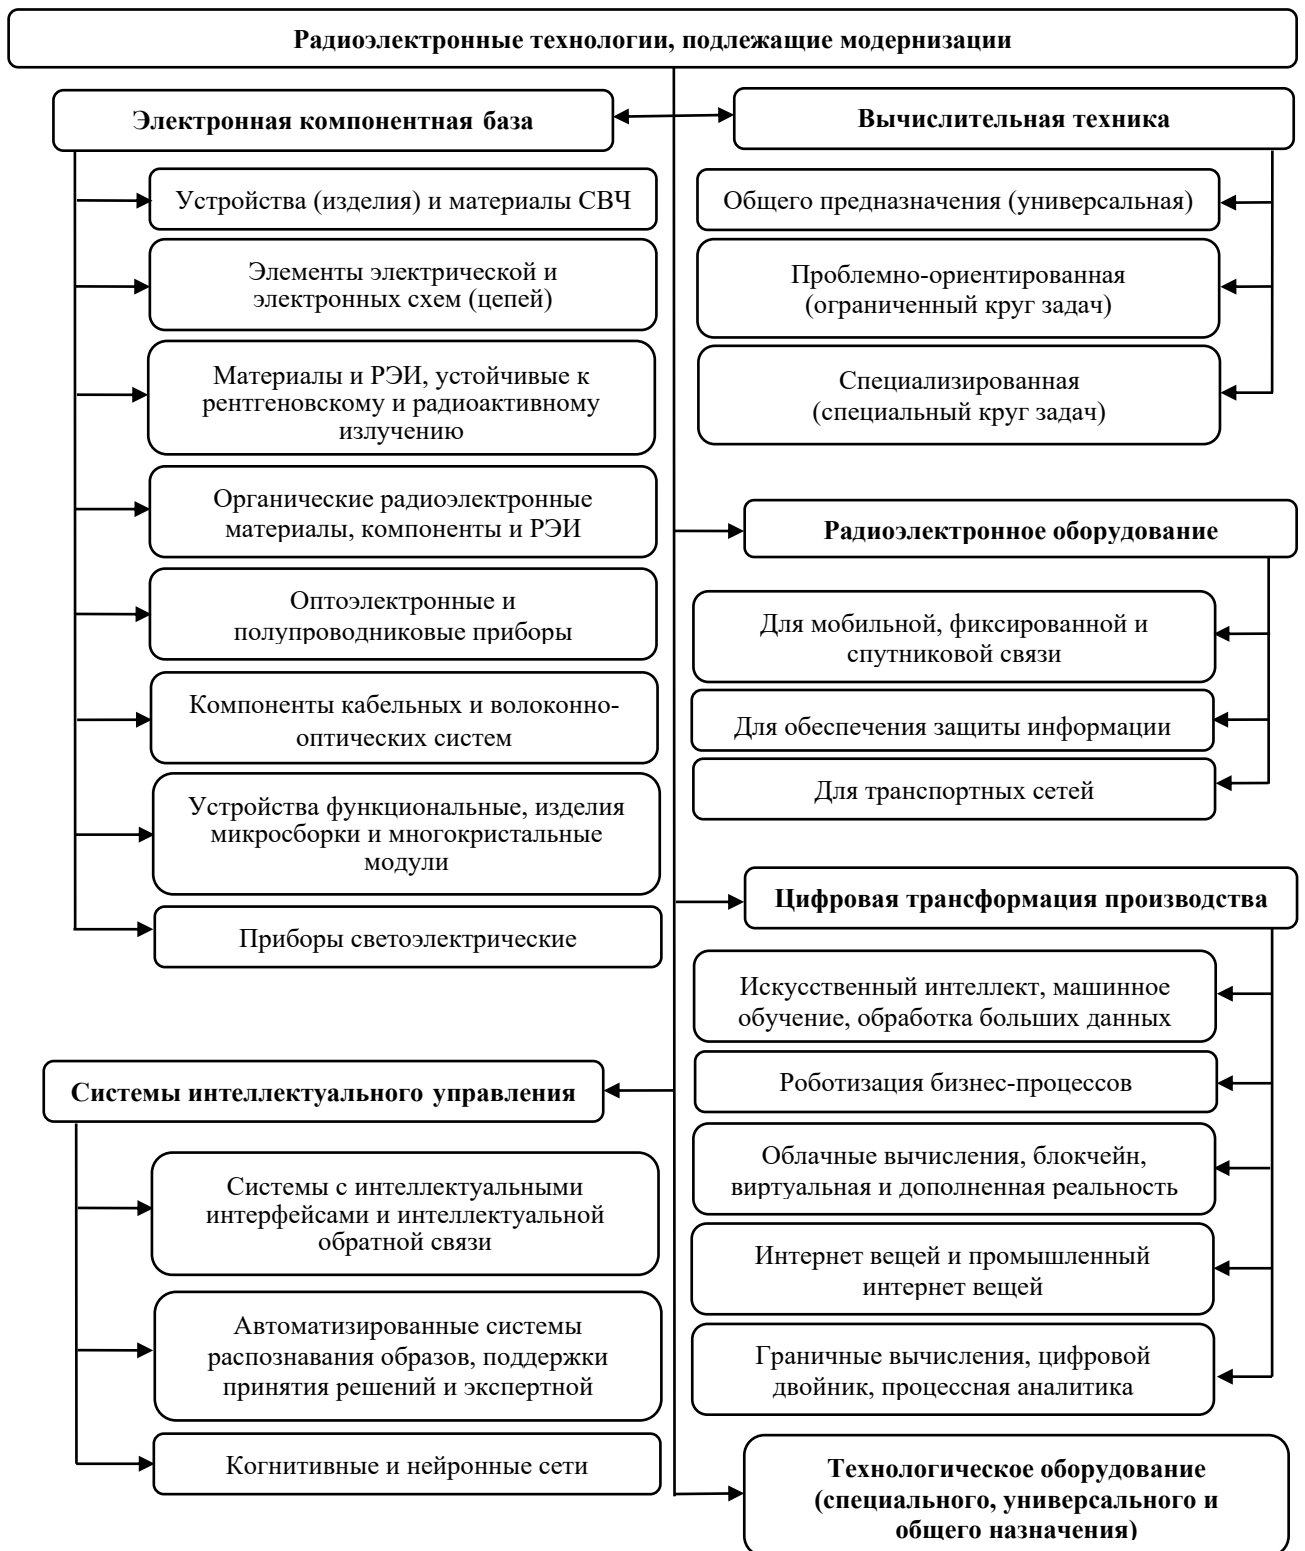 Радиоэлектронные технологии, подлежащие модернизации
Электронная компонентная база
Устройства (изделия) и материалы СВЧ
Элементы электрической и
электронных схем (цепей)
Материалы и РЭИ, устойчивые к
рентгеновскому и радиоактивному
излучению
Органические радиоэлектронные
материалы, компоненты и РЭИ
Оптоэлектронные и
полупроводниковые приборы
Компоненты кабельных и волоконно-
оптических систем
Устройства функциональные, изделия
микросборки и многокристальные
модули
Приборы светоэлектрические
Вычислительная техника
Общего предназначения (универсальная)
Проблемно-ориентированная
(ограниченный круг задач)
Специализированная
(специальный круг задач)
Радиоэлектронное оборудование
Для мобильной, фиксированной и
спутниковой связи
Для обеспечения защиты информации
Для транспортных сетей
Цифровая трансформация производства
Искусственный интеллект, машинное
обучение, обработка больших данных
Роботизация бизнес-процессов
Облачные вычисления, блокчейн,
виртуальная и дополненная реальность
Интернет вещей и промышленный
интернет вещей
Граничные вычисления, цифровой
двойник, процессная аналитика
Системы интеллектуального управления
Системы с интеллектуальными
интерфейсами и интеллектуальной
обратной связи
Автоматизированные системы
распознавания образов, поддержки
принятия решений и экспертной
Когнитивные и нейронные сети
Технологическое оборудование
(специального, универсального и
общего назначения)